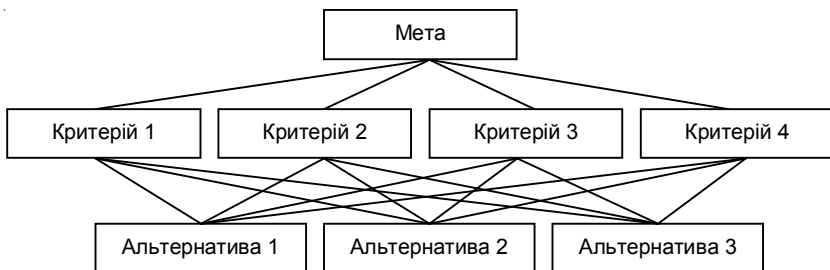 Мета
Критерій 1 Критерій 2 Критерій 3 Критерій 4
Альтернатива 1 Альтернатива 2 Альтернатива 3